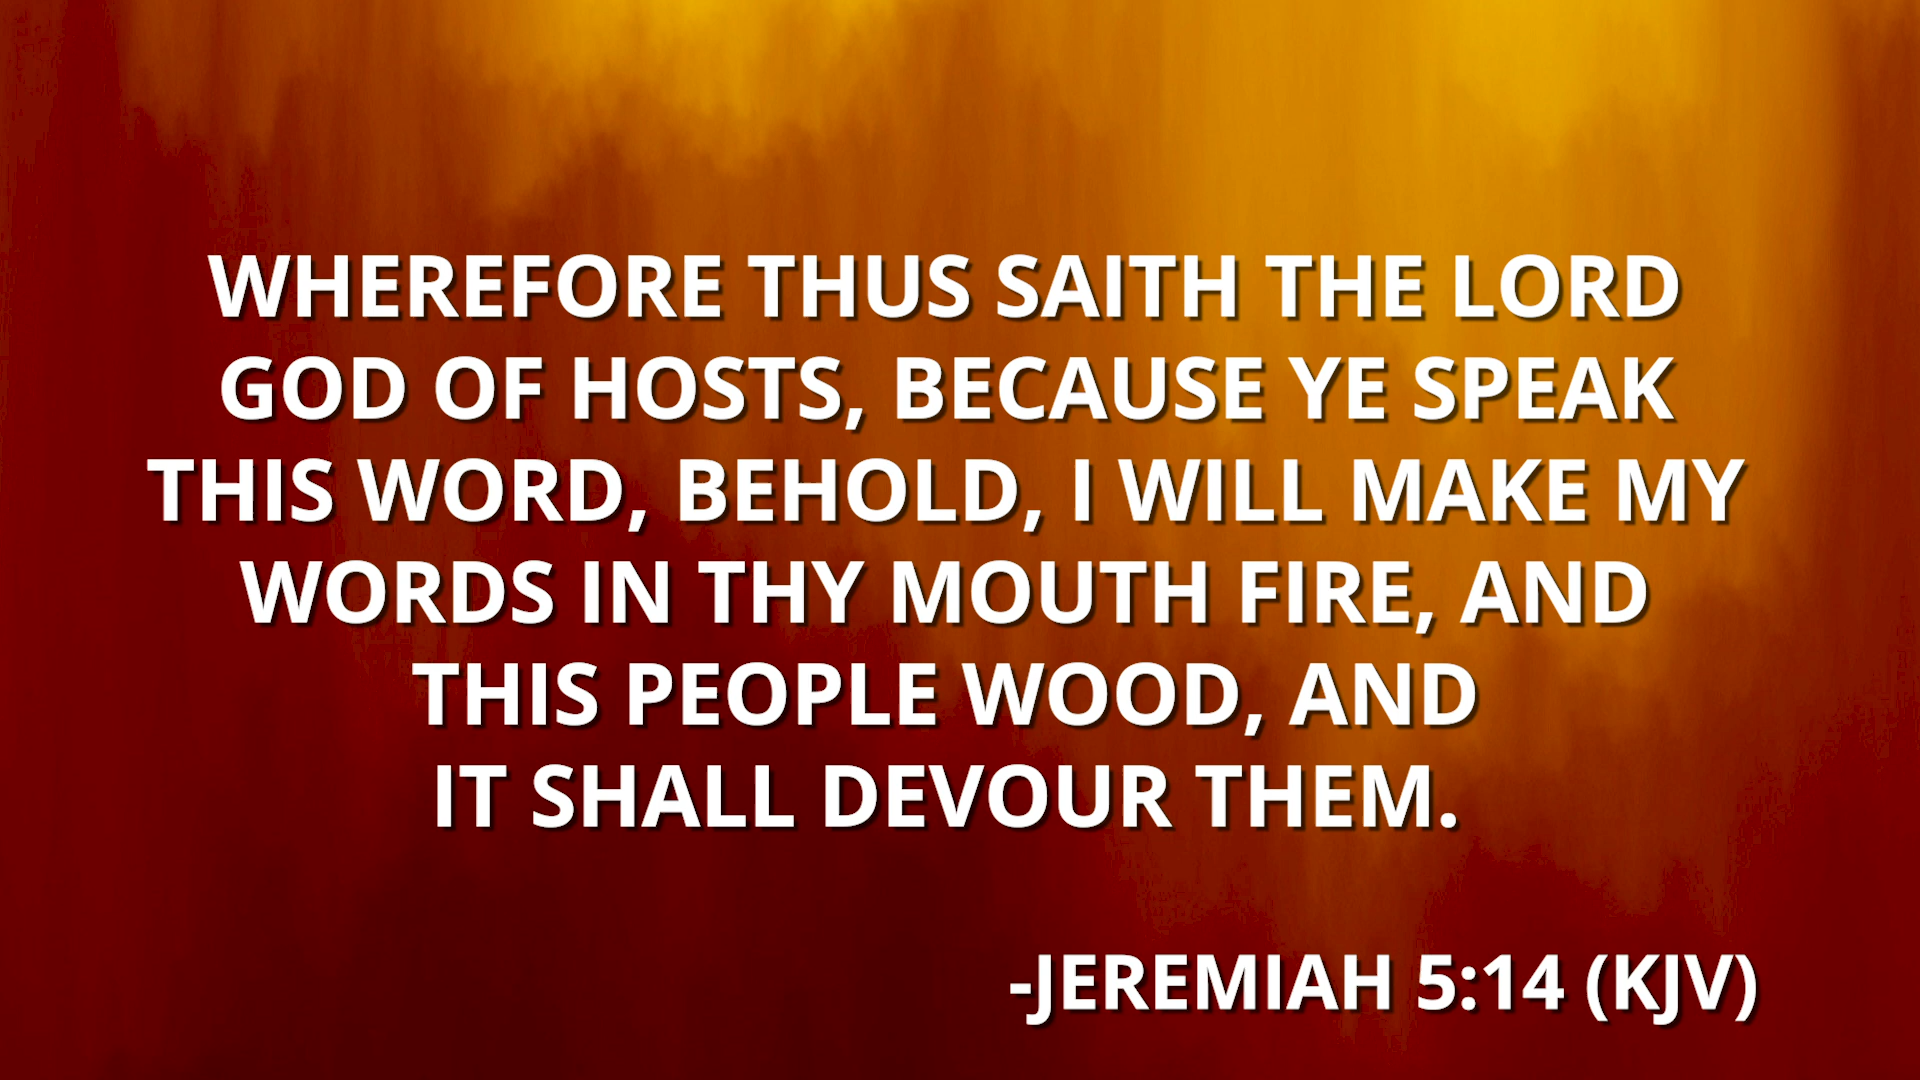 WHEREFORE THUS SAITH THE LORD
GOD OF HOSTS, BECAUSE YE SPEAK
THIS WORD, BEHOLD, I WILL MAKE MY
WORDS IN THY MOUTH FIRE, AND
THIS PEOPLE WOOD, AND
IT SHALL DEVOUR THEM.
-JEREMIAH 5:14 (KJV)